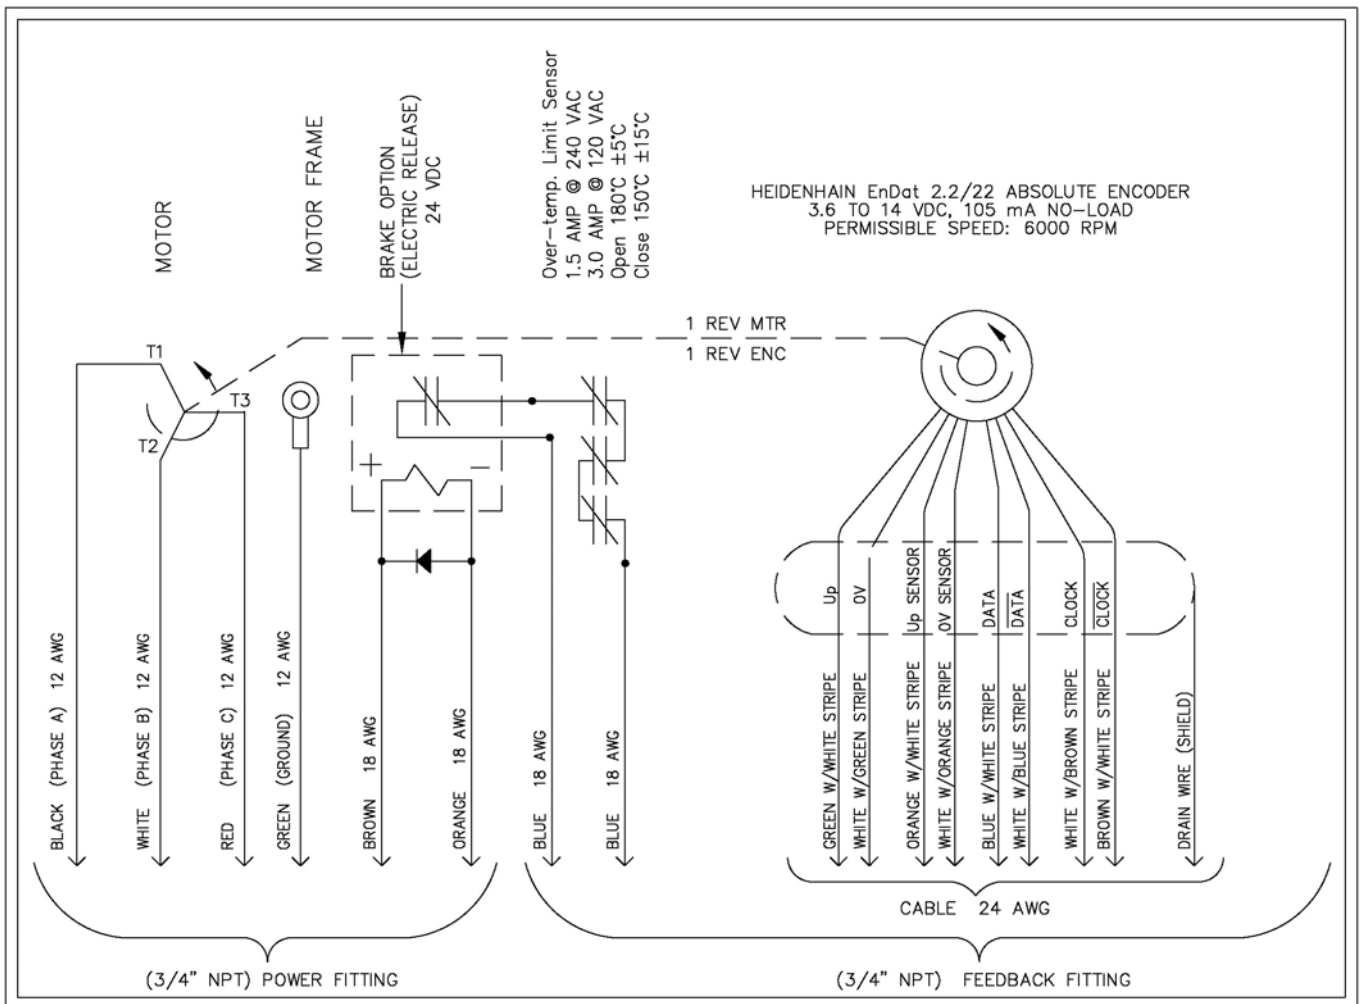 MOTOR
MOTOR FRAME
BRAKE OPTION
(ELECTRIC RELEASE)
24 VDC
Over-temp. Limit Sensor
1.5 AMP @ 240 VAC
3.0 AMP @ 120 VAC
Open 180°C ±5°C
Close 150°C ±15°C
HEIDENHAIN EnDat 2.2/22 ABSOLUTE ENCODER
3.6 TO 14 VDC, 105 mA NO-LOAD
PERMISSIBLE SPEED: 6000 RPM
1 REV MTR
1 REV ENC
T1
T3
T2
+
-
Up
0V
Up SENSOR
0V SENSOR
DATA
DATA
CLOCK
CLOCK
BLACK (PHASE A) 12 AWG
WHITE (PHASE B) 12 AWG
RED (PHASE C) 12 AWG
GREEN (GROUND) 12 AWG
BROWN 18 AWG
ORANGE 18 AWG
BLUE 18 AWG
BLUE 18 AWG
GREEN W/WHITE STRIPE
WHITE W/GREEN STRIPE
ORANGE W/WHITE STRIPE
WHITE W/ORANGE STRIPE
BLUE W/WHITE STRIPE
WHITE W/BLUE STRIPE
WHITE W/BROWN STRIPE
BROWN W/WHITE STRIPE
DRAIN WIRE (SHIELD)
CABLE 24 AWG
(3/4" NPT) POWER FITTING
(3/4" NPT) FEEDBACK FITTING